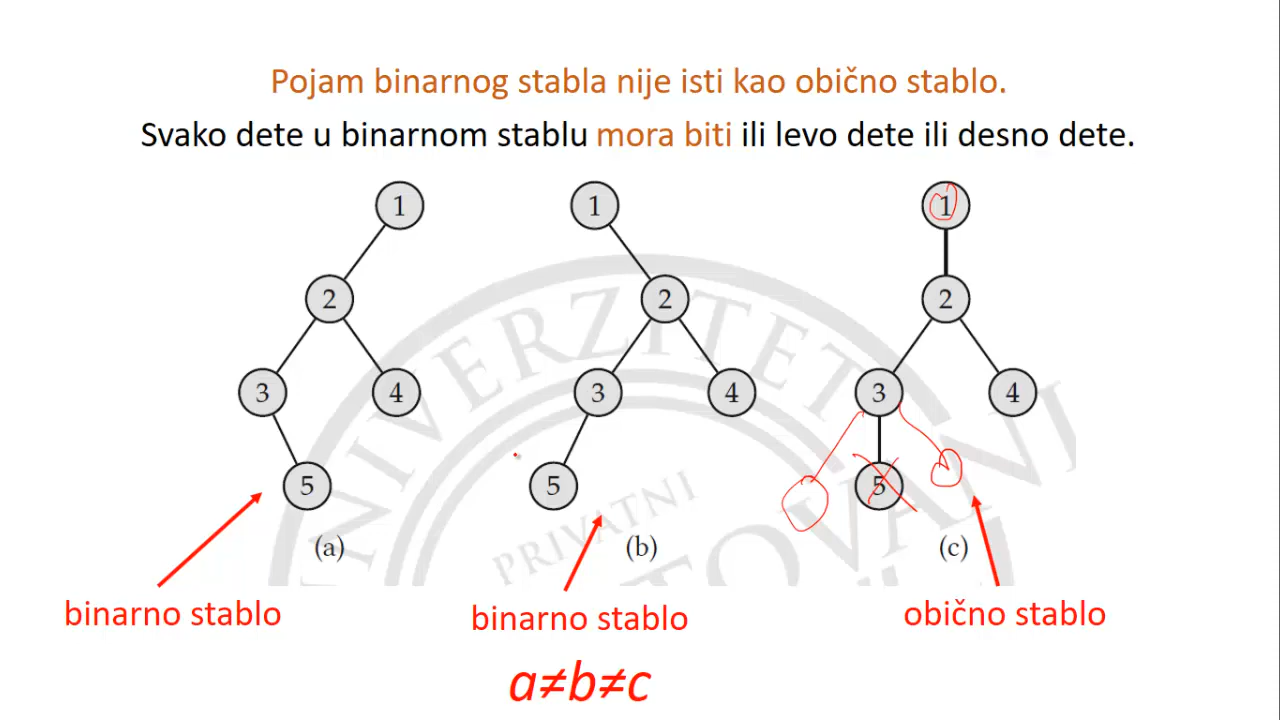 Pojam binarnog stabla nije isti kao obično stablo.
Svako dete u binarnom stablu mora biti ili levo dete ili desno dete.
1 1 1
2 2 2
3 4 3 4 3 4
5 5 5
(a) (b) (c)
UNIVERZITET
PRIVATNI
binarno stablo binarno stablo obično stablo
a≠b≠c